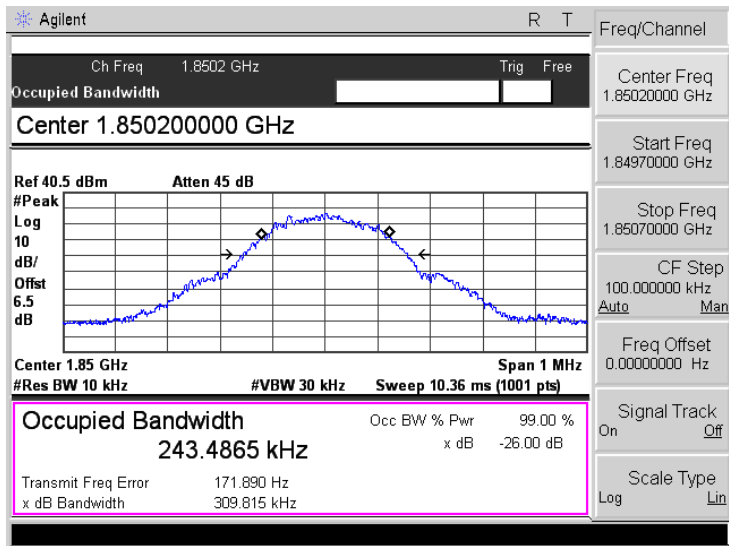 Agilent R T
Ch Freq 1.8502 GHz Trig Free
Occupied Bandwidth
Center 1.850200000 GHz
Ref 40.5 dBm Atten 45 dB
#Peak
Log
10
dB/
Offst
6.5
dB
Center 1.85 GHz Span 1 MHz
#Res BW 10 kHz #VBW 30 kHz Sweep 10.36 ms (1001 pts)
Occupied Bandwidth Occ BW % Pwr 99.00 %
243.4865 kHz x dB -26.00 dB
Transmit Freq Error 171.890 Hz
x dB Bandwidth 309.815 kHz
Freq/Channel
Center Freq
1.85020000 GHz
Start Freq
1.84970000 GHz
Stop Freq
1.85070000 GHz
CF Step
100.000000 kHz
Auto Man
Freq Offset
0.00000000 Hz
Signal Track
On Off
Scale Type
Log Lin